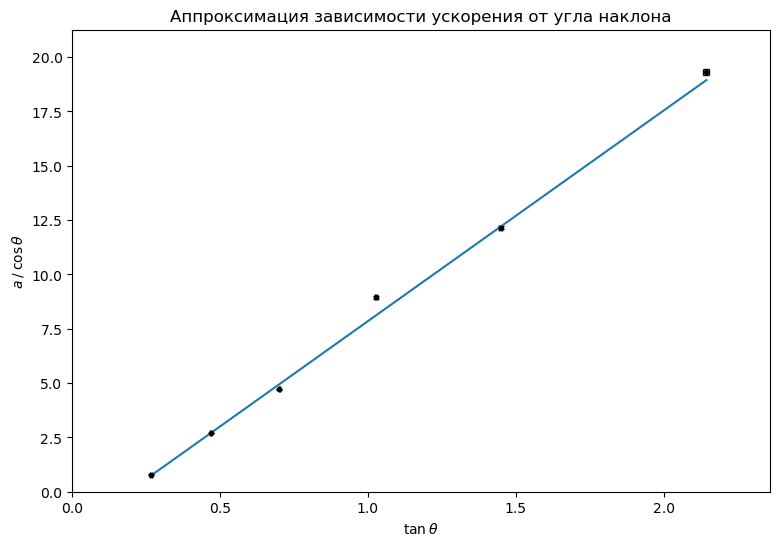 Аппроксимация зависимости ускорения от угла наклона
20.0
17.5
15.0
12.5
10.0
7.5
5.0
2.5
0.0
a / cos θ
0.0 0.5 1.0 1.5 2.0
tan θ